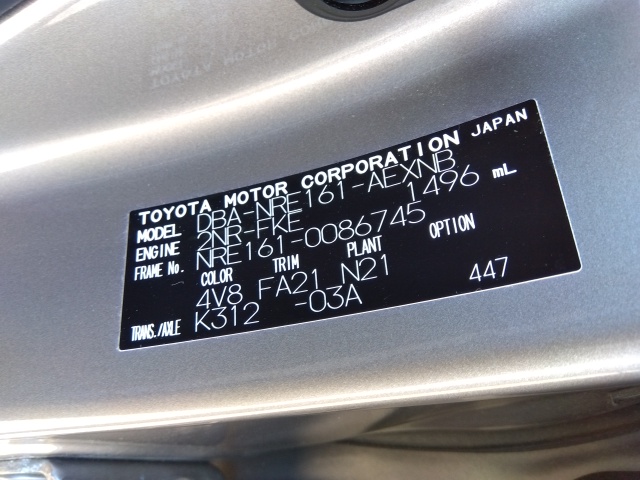 TOYOTA MOTOR CORPORATION JAPAN
MODEL DBA-NRE161-AEXNB
ENGINE 2NR-FKE 1496 mL
FRAME No. NRE161-0086745
COLOR TRIM PLANT OPTION
4V8 FA21 N21 447
TRANS./AXLE K312 -03A